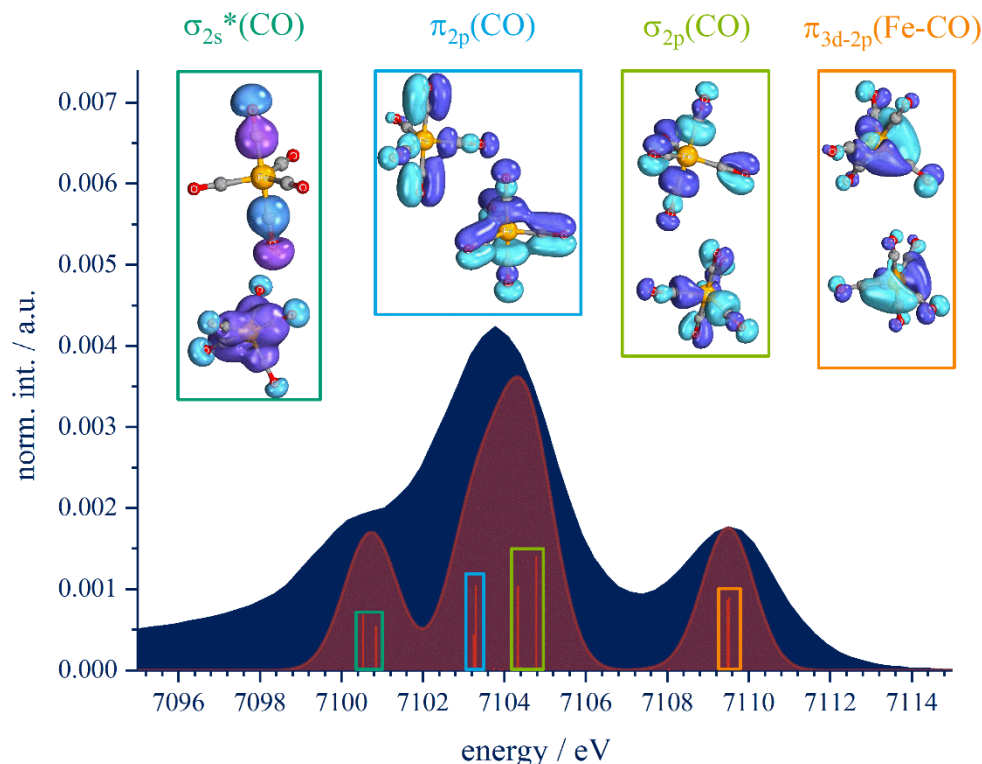 σ2s*(CO) π2p(CO) σ2p(CO) π3d-2p(Fe-CO)
0.007
0.006
0.005
0.004
0.003
0.002
0.001
0.000
norm. int. / a.u.
7096 7098 7100 7102 7104 7106 7108 7110 7112 7114
energy / eV